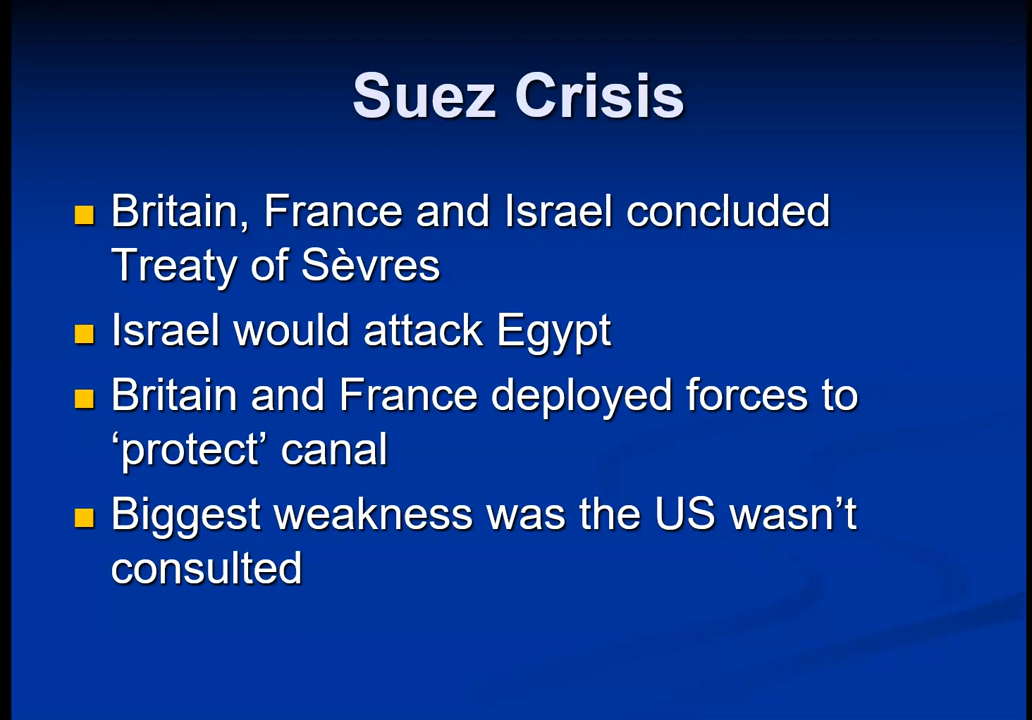 Suez Crisis
Britain, France and Israel concluded
Treaty of Sèvres
Israel would attack Egypt
Britain and France deployed forces to
‘protect’ canal
Biggest weakness was the US wasn’t
consulted